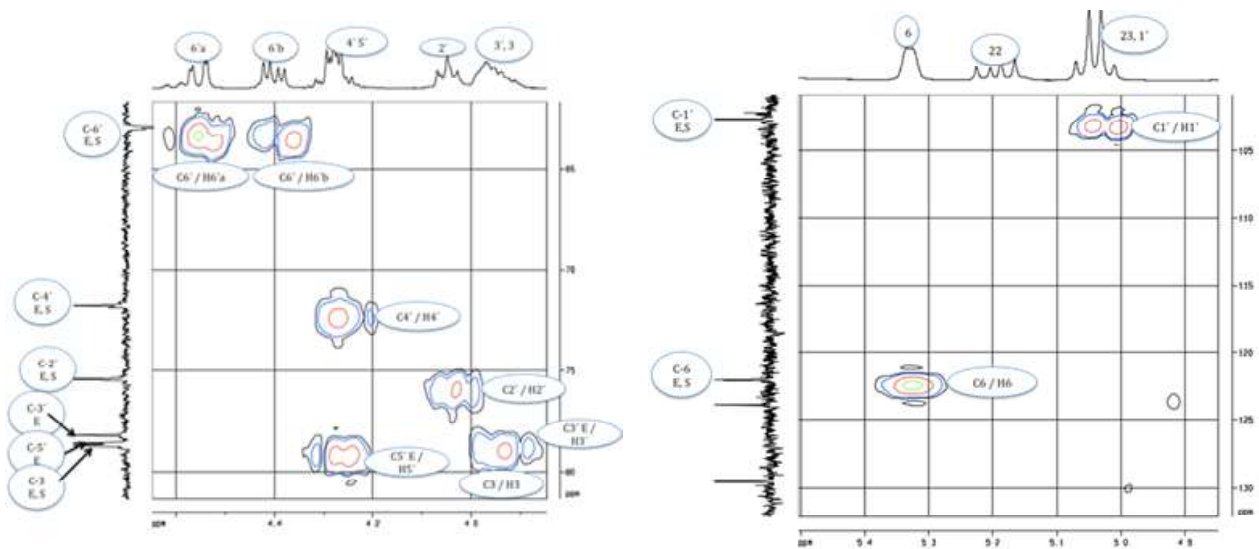 6´a
6´b
4´ 5´
2´
3´, 3
C-6´
E, S
C6´ / H6´a
C6´ / H6´b
65
70
C-4´
E, S
C4´ / H4´
C-2´
E, S
75
C2´ / H2´
C-3´
E
C-5´
E
C-3
E, S
C5´ E /
H5´
C3´ E /
H3´
C3 / H3
80
ppm
ppm
4.4
4.2
4.0
6
22
23, 1´
C-1´
E,S
C1´ / H1´
105
110
115
120
C-6
E, S
C6 / H6
125
130
ppm
ppm
5.4
5.3
5.2
5.1
5.0
4.9